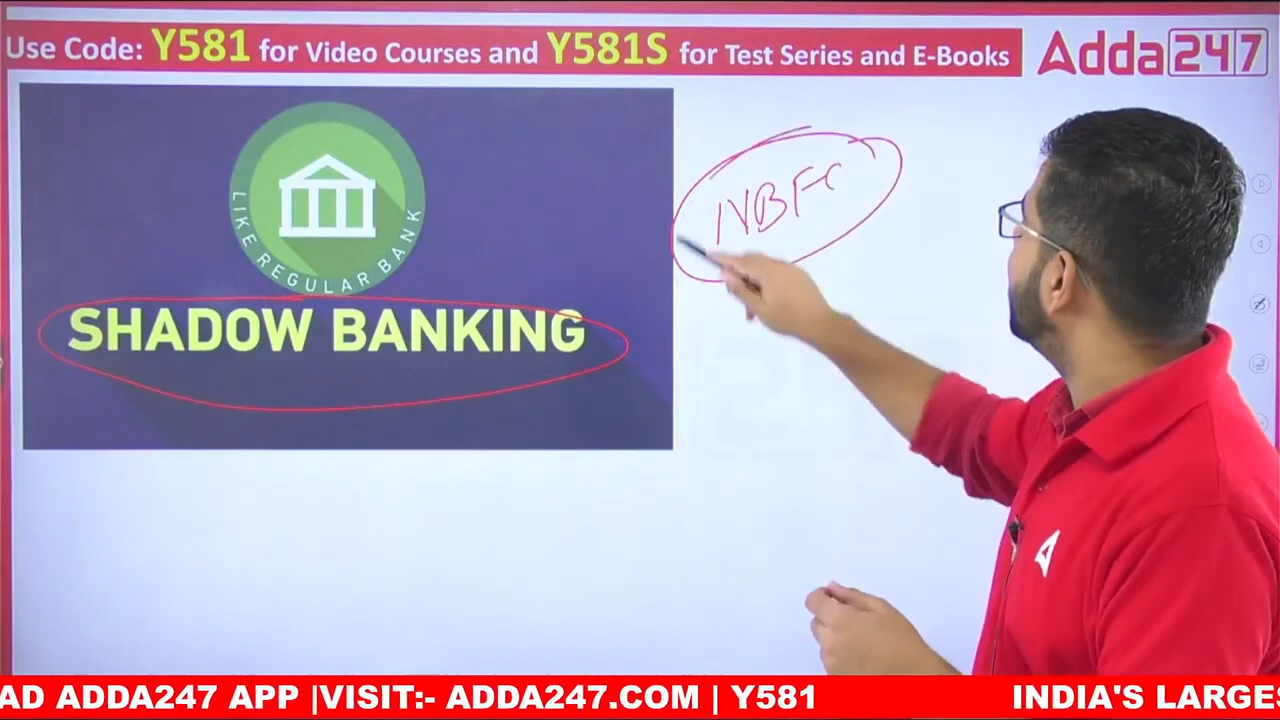 Use Code: Y581 for Video Courses and Y581S for Test Series and E-Books
Adda247
LIKE REGULAR BANK
SHADOW BANKING
NBFC
AD ADDA247 APP |VISIT:- ADDA247.COM | Y581 INDIA'S LARGES